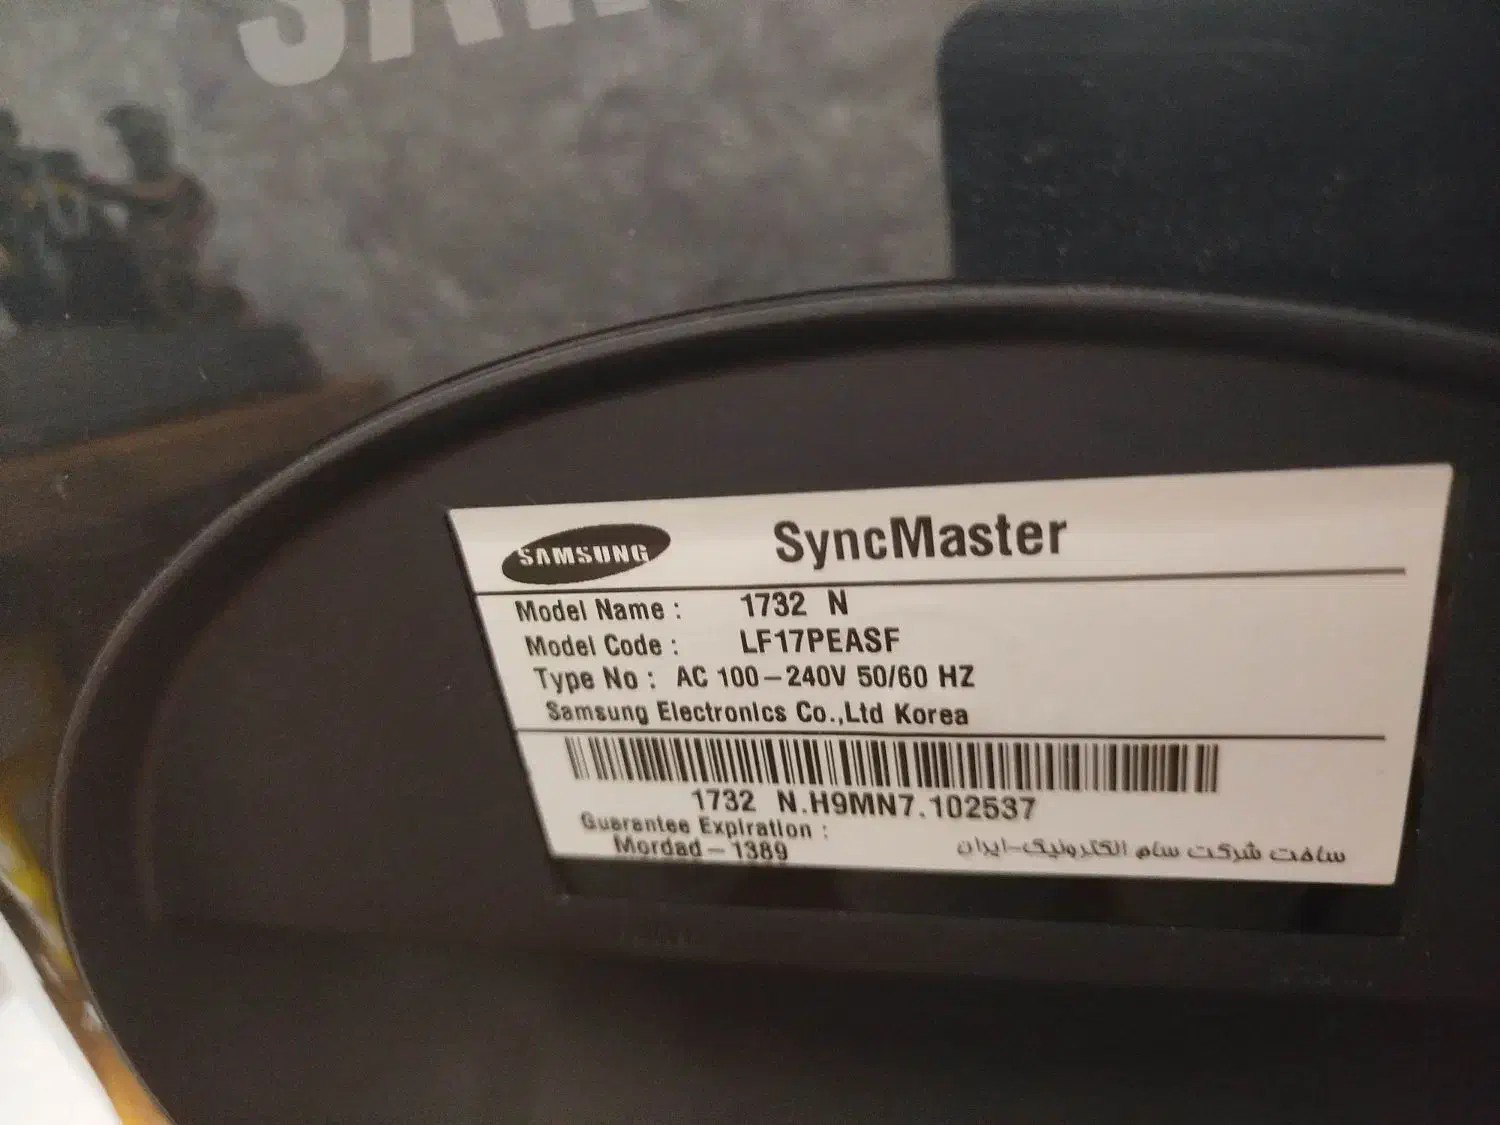 SAMSUNG SyncMaster
Model Name : 1732 N
Model Code : LF17PEASF
Type No : AC 100-240V 50/60 HZ
Samsung Electronics Co.,Ltd Korea
1732 N.H9MN7.102537
Guarantee Expiration :
Mordad - 1389
ساخت شرکت سام الکترونیک-ایران